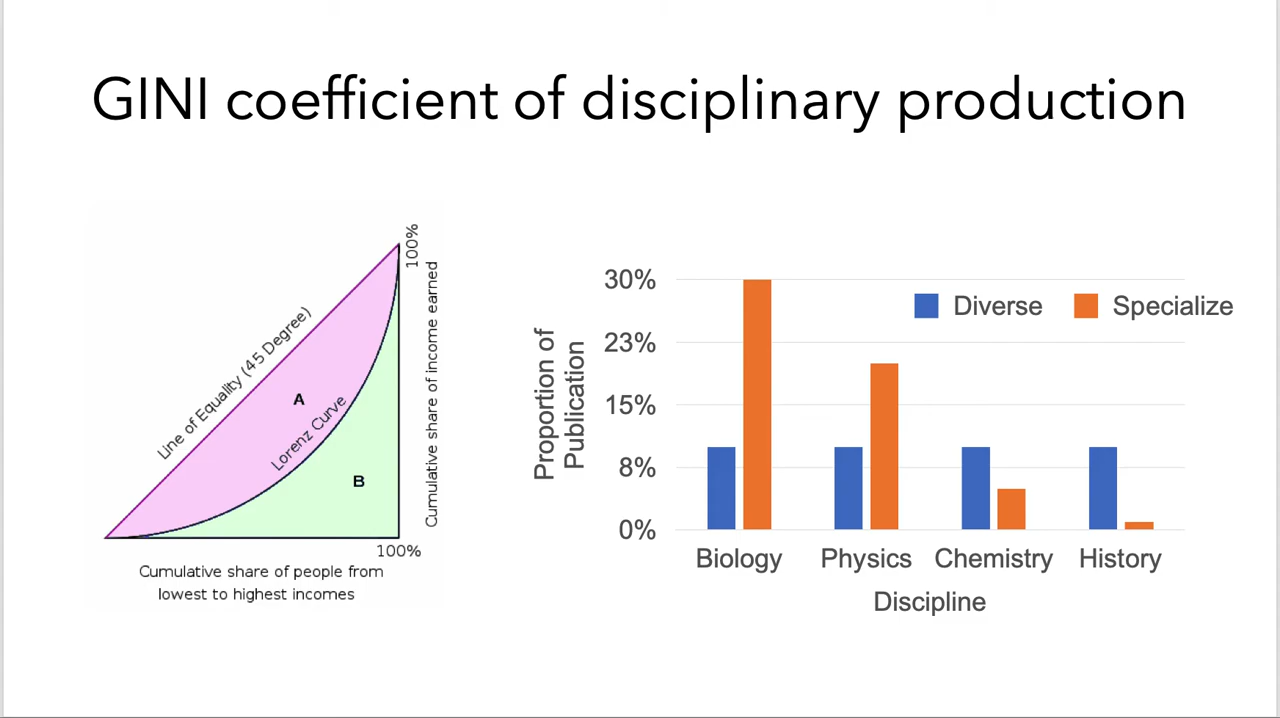 GINI coefficient of disciplinary production
100%
Line of Equality (45 Degree)
A
Lorenz Curve
B
Cumulative share of income earned
100%
Cumulative share of people from
lowest to highest incomes
Proportion of
Publication
30%
23%
15%
8%
0%
Diverse
Specialize
Biology
Physics
Chemistry
History
Discipline